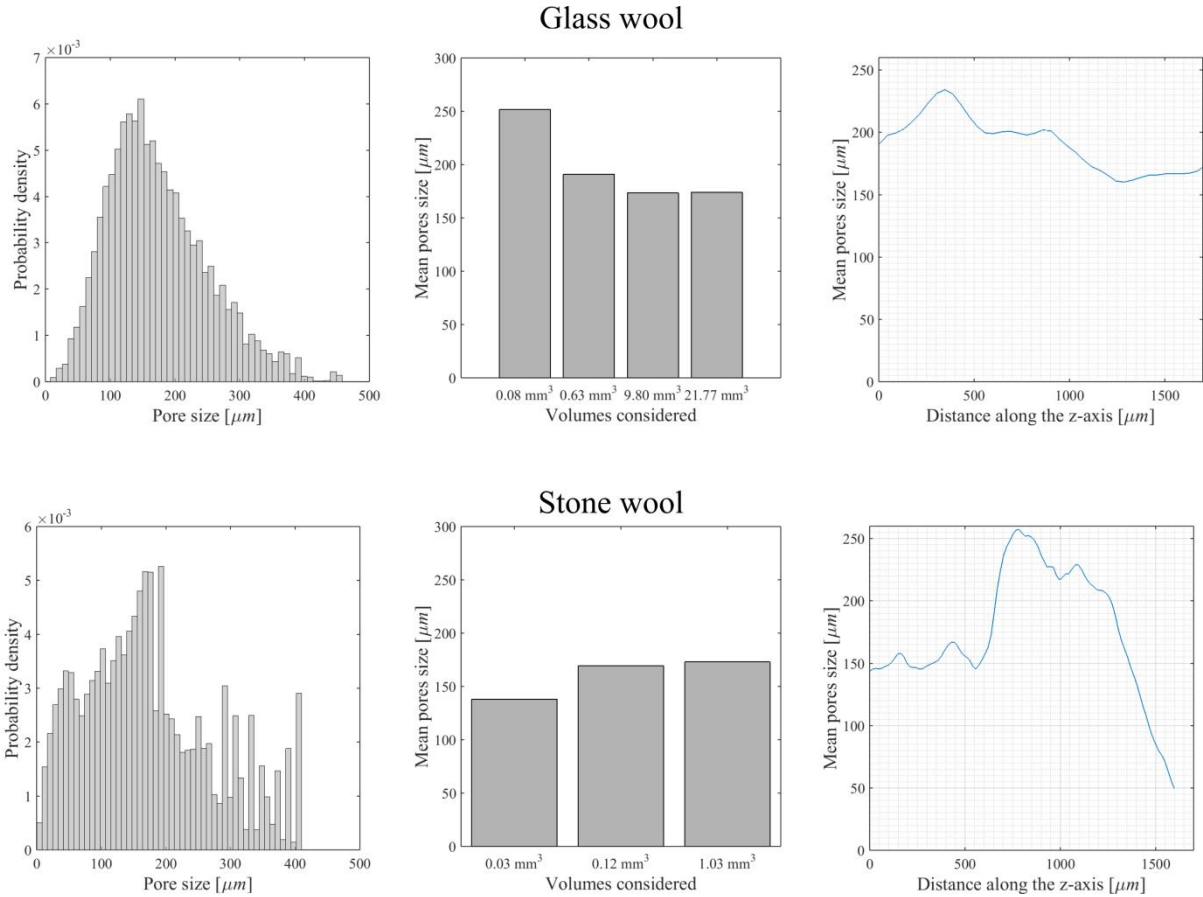 Glass wool
×10⁻³
7
6
5
4
3
2
1
0
Probability density
0 100 200 300 400 500
Pore size [μm]
300
250
200
150
100
50
0
Mean pores size [μm]
0.08 mm³ 0.63 mm³ 9.80 mm³ 21.77 mm³
Volumes considered
250
200
150
100
50
0
Mean pores size [μm]
0 500 1000 1500
Distance along the z-axis [μm]
Stone wool
×10⁻³
6
5
4
3
2
1
0
Probability density
0 100 200 300 400 500
Pore size [μm]
300
250
200
150
100
50
0
Mean pores size [μm]
0.03 mm³ 0.12 mm³ 1.03 mm³
Volumes considered
250
200
150
100
50
0
Mean pores size [μm]
0 500 1000 1500
Distance along the z-axis [μm]